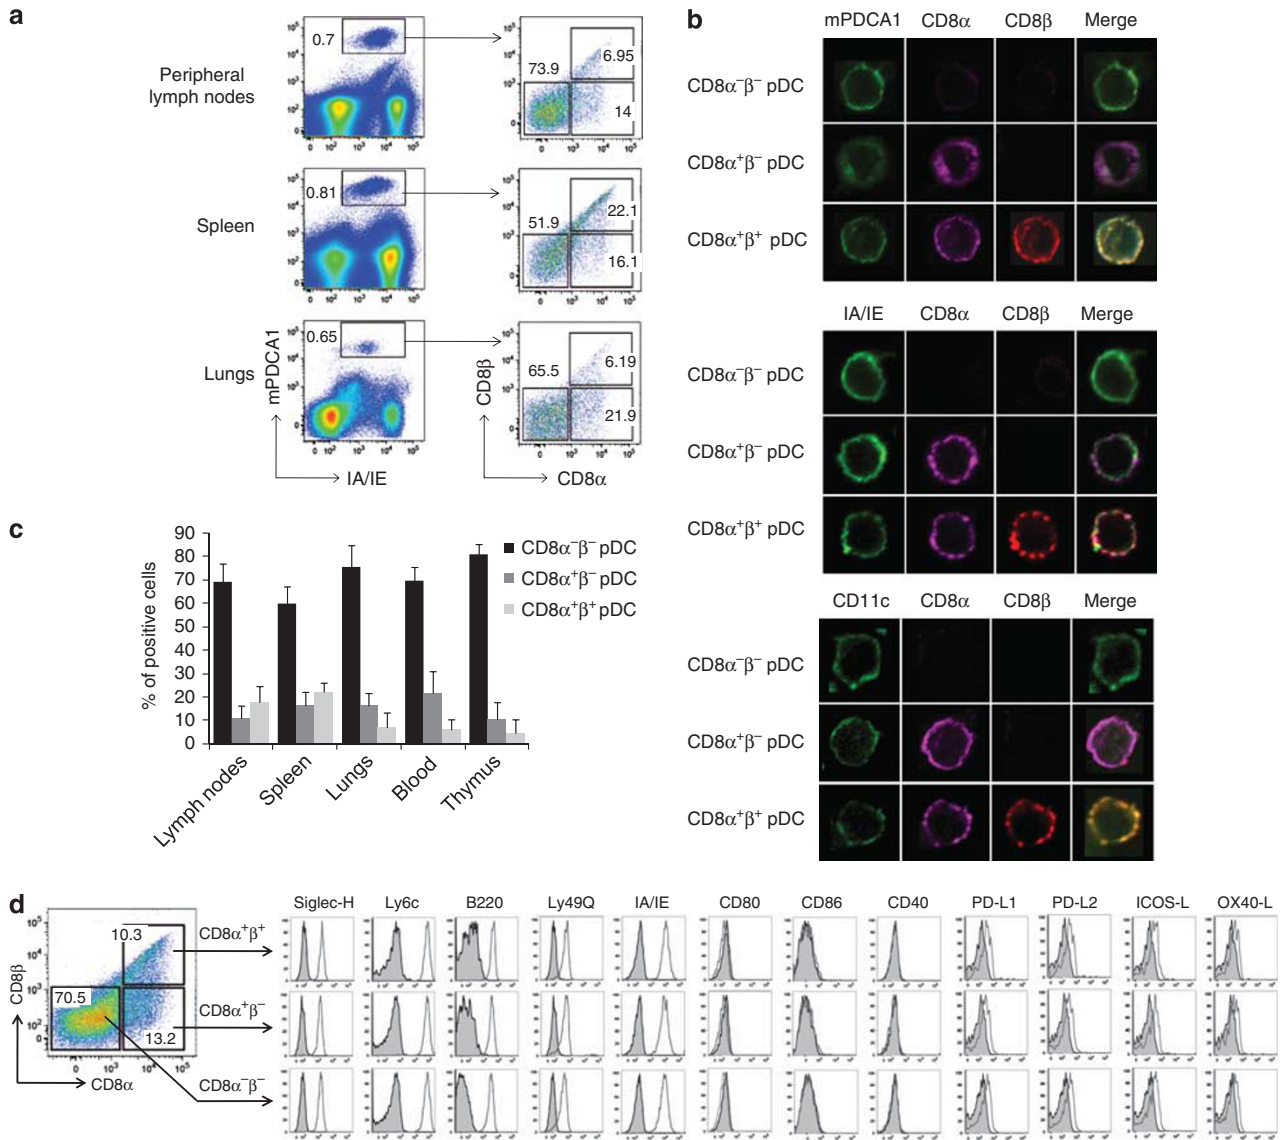 a
Peripheral
lymph nodes
0.7
73.9
6.95
14
Spleen
0.81
51.9
22.1
16.1
Lungs
0.65
65.5
6.19
21.9
mPDCA1
IA/IE
CD8β
CD8α
b
mPDCA1 CD8α CD8β Merge
CD8α⁻β⁻ pDC
CD8α⁺β⁻ pDC
CD8α⁺β⁺ pDC
IA/IE CD8α CD8β Merge
CD8α⁻β⁻ pDC
CD8α⁺β⁻ pDC
CD8α⁺β⁺ pDC
CD11c CD8α CD8β Merge
CD8α⁻β⁻ pDC
CD8α⁺β⁻ pDC
CD8α⁺β⁺ pDC
c
% of positive cells
90
80
70
60
50
40
30
20
10
0
CD8α⁻β⁻ pDC
CD8α⁺β⁻ pDC
CD8α⁺β⁺ pDC
Lymph nodes
Spleen
Lungs
Blood
Thymus
d
Siglec-H Ly6c B220 Ly49Q IA/IE CD80 CD86 CD40 PD-L1 PD-L2 ICOS-L OX40-L
10.3
70.5
13.2
CD8β
CD8α
CD8α⁺β⁺
CD8α⁺β⁻
CD8α⁻β⁻